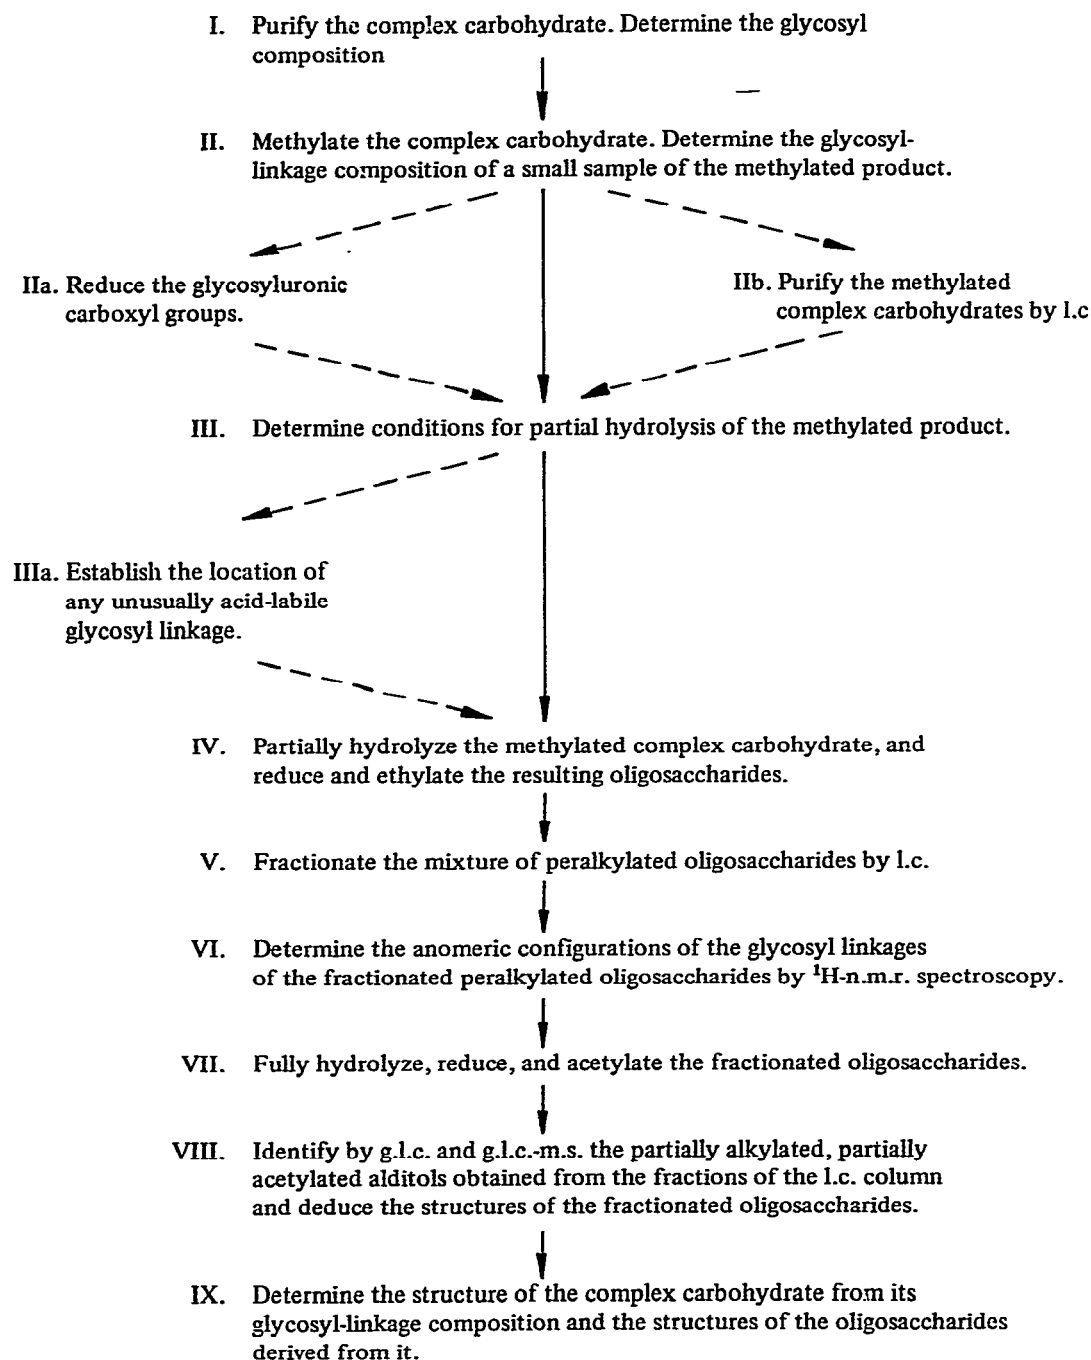 I. Purify the complex carbohydrate. Determine the glycosyl
composition
II. Methylate the complex carbohydrate. Determine the glycosyl-
linkage composition of a small sample of the methylated product.
IIa. Reduce the glycosyluronic
carboxyl groups.
IIb. Purify the methylated
complex carbohydrates by l.c
III. Determine conditions for partial hydrolysis of the methylated product.
IIIa. Establish the location of
any unusually acid-labile
glycosyl linkage.
IV. Partially hydrolyze the methylated complex carbohydrate, and
reduce and ethylate the resulting oligosaccharides.
V. Fractionate the mixture of peralkylated oligosaccharides by l.c.
VI. Determine the anomeric configurations of the glycosyl linkages
of the fractionated peralkylated oligosaccharides by ¹H-n.m.r. spectroscopy.
VII. Fully hydrolyze, reduce, and acetylate the fractionated oligosaccharides.
VIII. Identify by g.l.c. and g.l.c.-m.s. the partially alkylated, partially
acetylated alditols obtained from the fractions of the l.c. column
and deduce the structures of the fractionated oligosaccharides.
IX. Determine the structure of the complex carbohydrate from its
glycosyl-linkage composition and the structures of the oligosaccharides
derived from it.